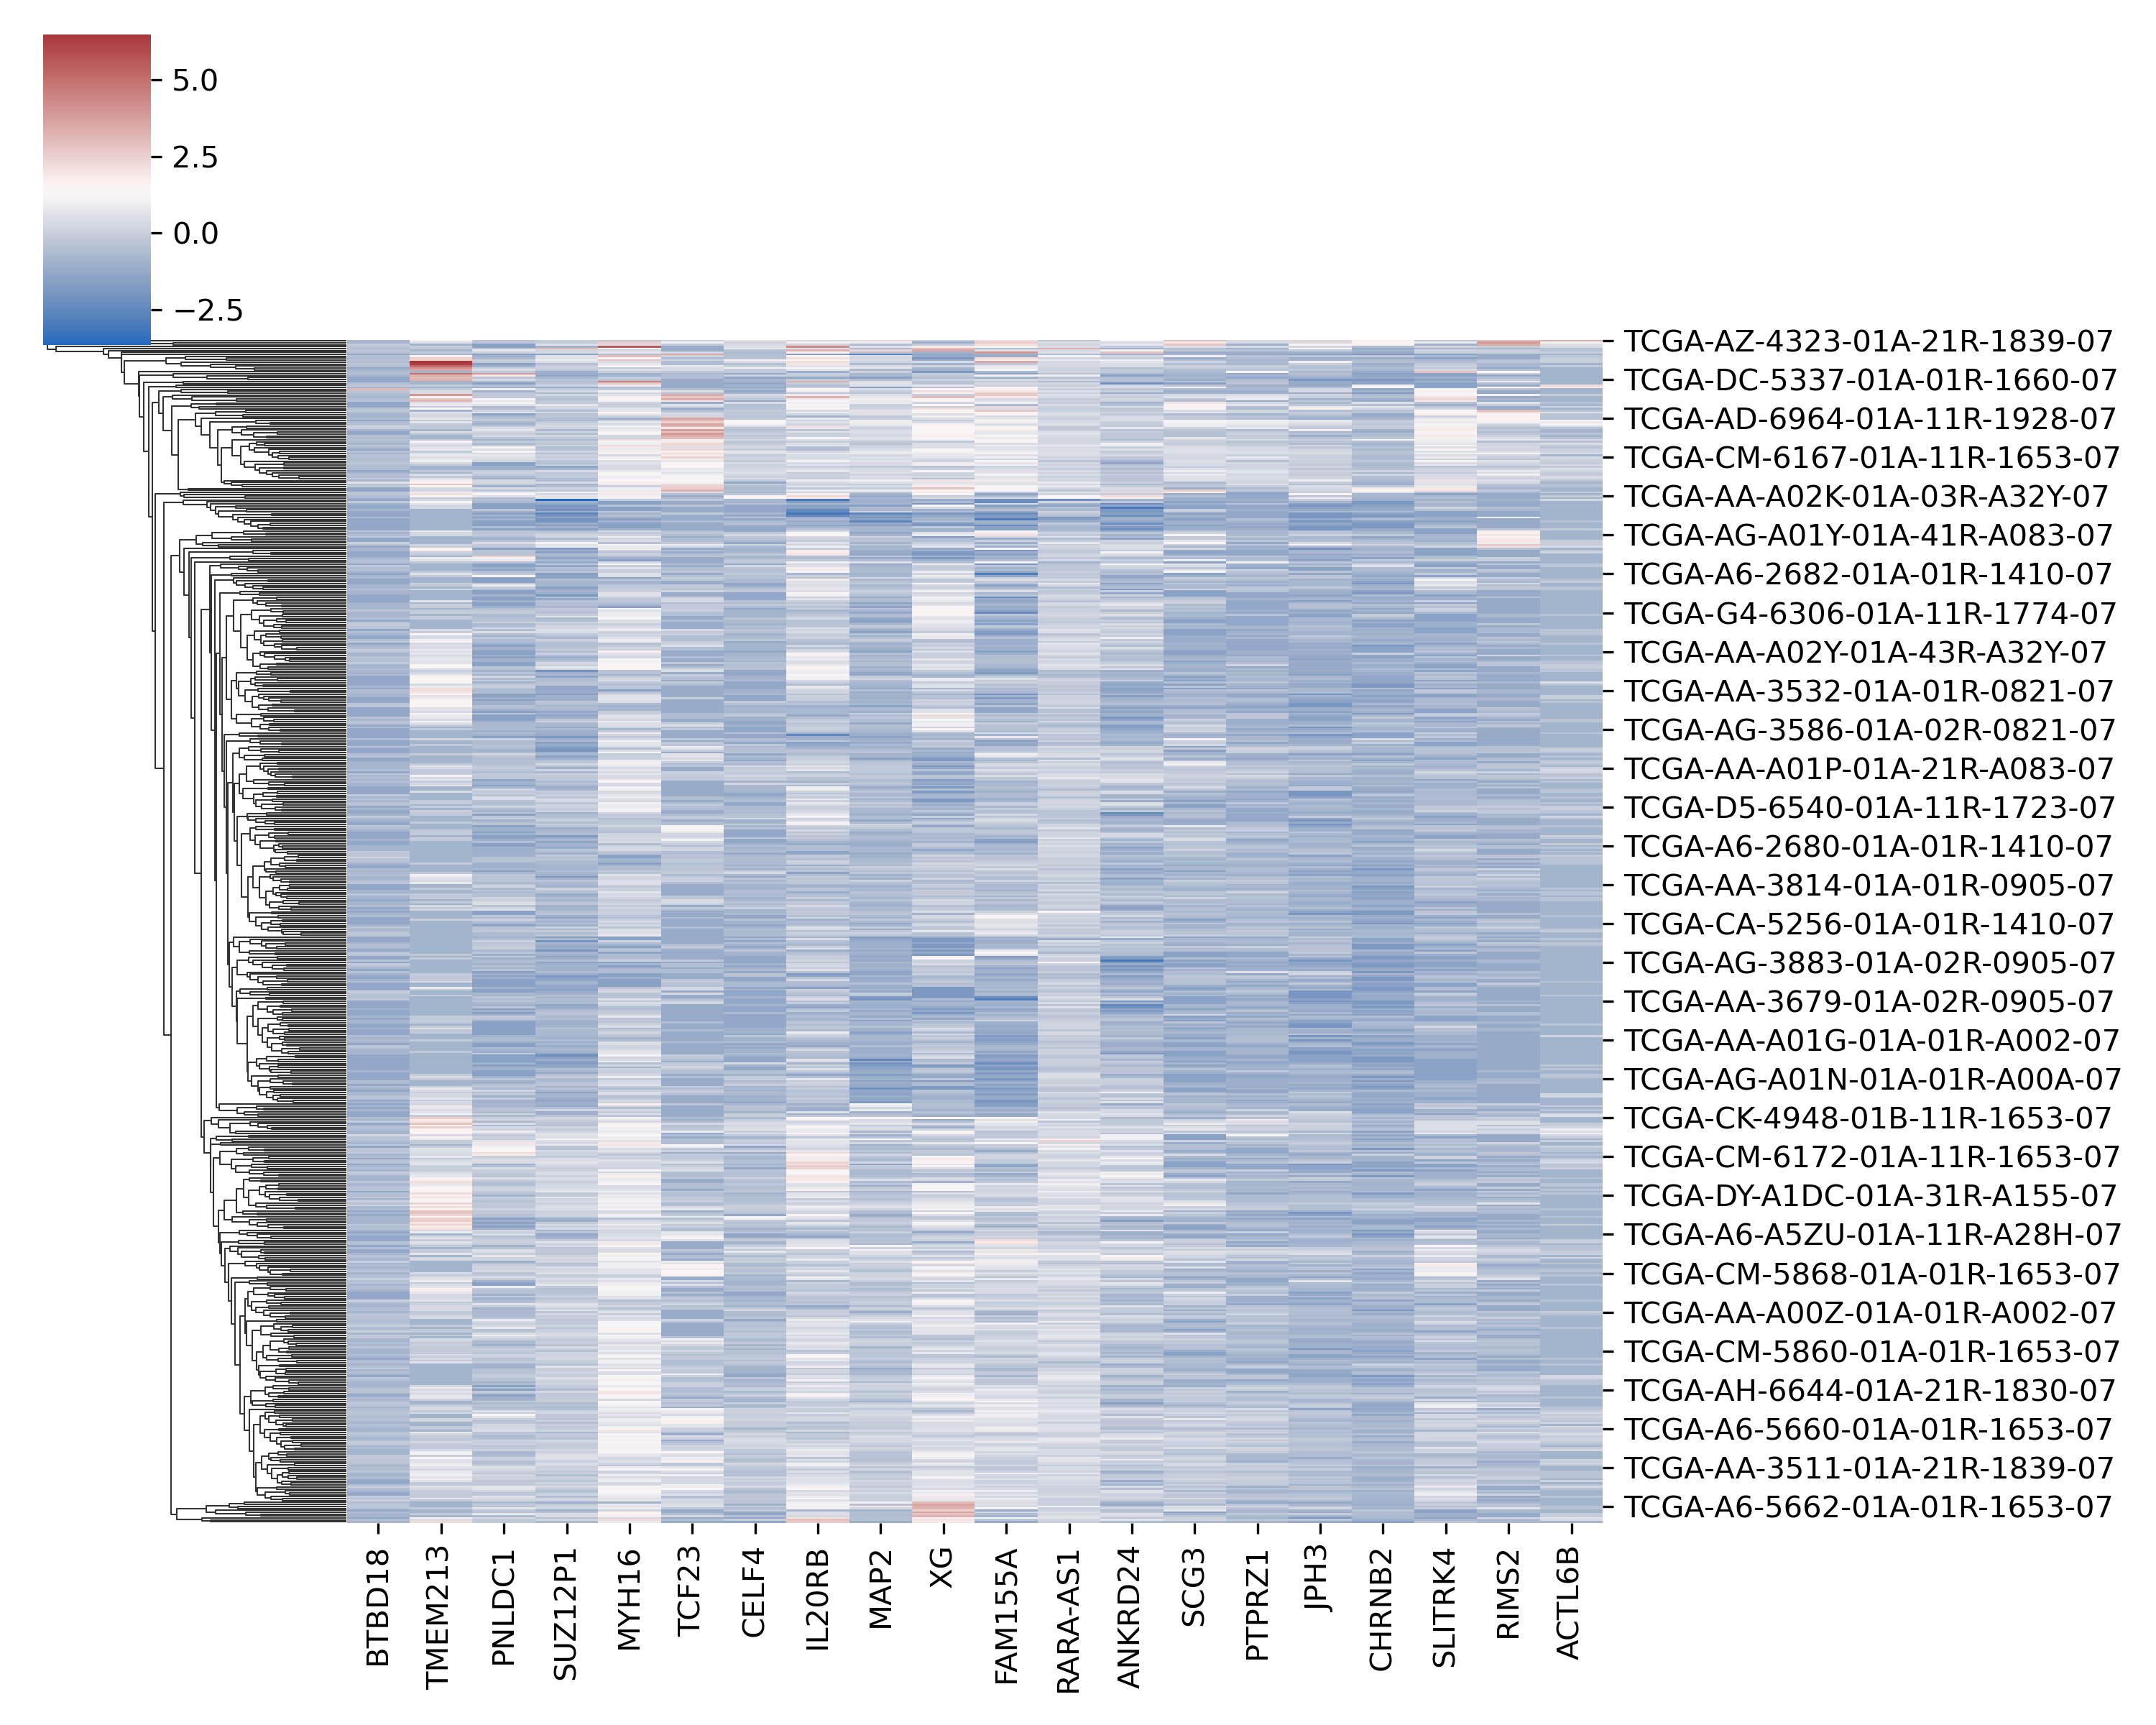 5.0
2.5
0.0
−2.5
TCGA-AZ-4323-01A-21R-1839-07
TCGA-DC-5337-01A-01R-1660-07
TCGA-AD-6964-01A-11R-1928-07
TCGA-CM-6167-01A-11R-1653-07
TCGA-AA-A02K-01A-03R-A32Y-07
TCGA-AG-A01Y-01A-41R-A083-07
TCGA-A6-2682-01A-01R-1410-07
TCGA-G4-6306-01A-11R-1774-07
TCGA-AA-A02Y-01A-43R-A32Y-07
TCGA-AA-3532-01A-01R-0821-07
TCGA-AG-3586-01A-02R-0821-07
TCGA-AA-A01P-01A-21R-A083-07
TCGA-D5-6540-01A-11R-1723-07
TCGA-A6-2680-01A-01R-1410-07
TCGA-AA-3814-01A-01R-0905-07
TCGA-CA-5256-01A-01R-1410-07
TCGA-AG-3883-01A-02R-0905-07
TCGA-AA-3679-01A-02R-0905-07
TCGA-AA-A01G-01A-01R-A002-07
TCGA-AG-A01N-01A-01R-A00A-07
TCGA-CK-4948-01B-11R-1653-07
TCGA-CM-6172-01A-11R-1653-07
TCGA-DY-A1DC-01A-31R-A155-07
TCGA-A6-A5ZU-01A-11R-A28H-07
TCGA-CM-5868-01A-01R-1653-07
TCGA-AA-A00Z-01A-01R-A002-07
TCGA-CM-5860-01A-01R-1653-07
TCGA-AH-6644-01A-21R-1830-07
TCGA-A6-5660-01A-01R-1653-07
TCGA-AA-3511-01A-21R-1839-07
TCGA-A6-5662-01A-01R-1653-07
BTBD18
TMEM213
PNLDC1
SUZ12P1
MYH16
TCF23
CELF4
IL20RB
MAP2
XG
FAM155A
RARA-AS1
ANKRD24
SCG3
PTPRZ1
JPH3
CHRNB2
SLITRK4
RIMS2
ACTL6B